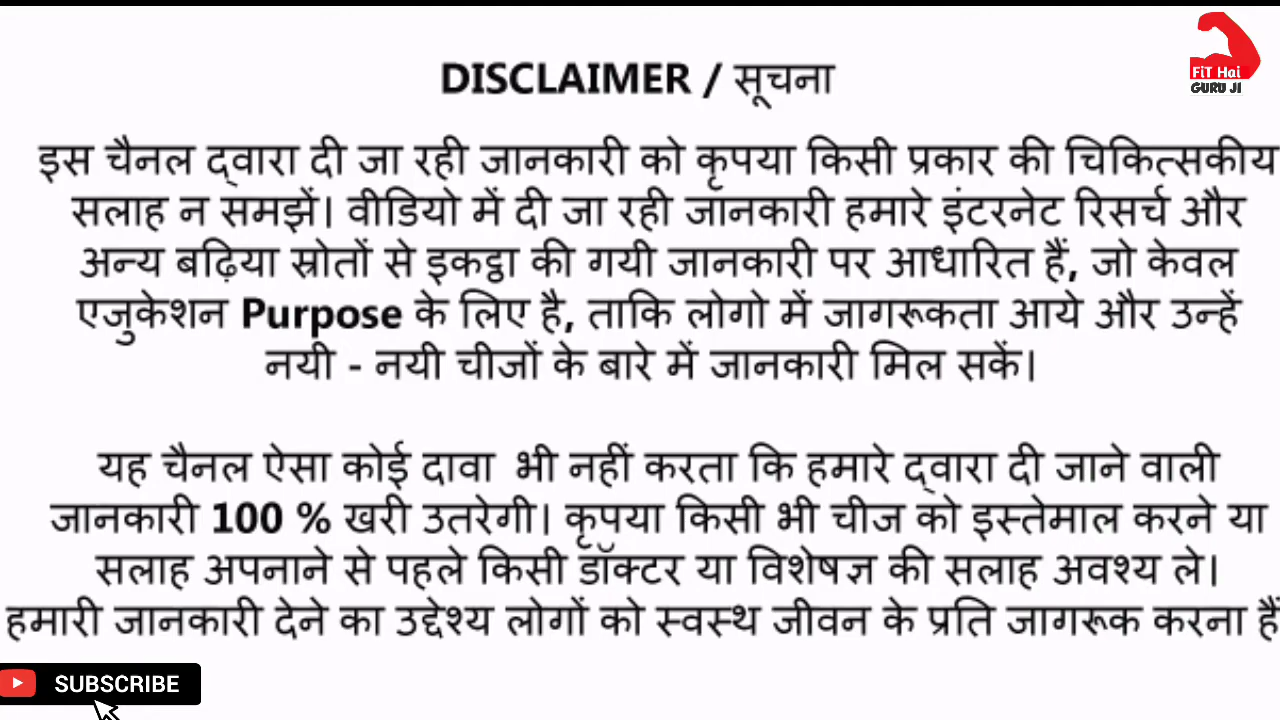 FiT Hai
GURU JI
DISCLAIMER / सूचना
इस चैनल द्वारा दी जा रही जानकारी को कृपया किसी प्रकार की चिकित्सकीय
सलाह न समझें। वीडियो में दी जा रही जानकारी हमारे इंटरनेट रिसर्च और
अन्य बढ़िया स्रोतों से इकट्ठा की गयी जानकारी पर आधारित हैं, जो केवल
एजुकेशन Purpose के लिए है, ताकि लोगो में जागरूकता आये और उन्हें
नयी - नयी चीजों के बारे में जानकारी मिल सकें।
यह चैनल ऐसा कोई दावा भी नहीं करता कि हमारे द्वारा दी जाने वाली
जानकारी 100 % खरी उतरेगी। कृपया किसी भी चीज को इस्तेमाल करने या
सलाह अपनाने से पहले किसी डॉक्टर या विशेषज्ञ की सलाह अवश्य ले।
हमारी जानकारी देने का उद्देश्य लोगों को स्वस्थ जीवन के प्रति जागरूक करना हैं
SUBSCRIBE